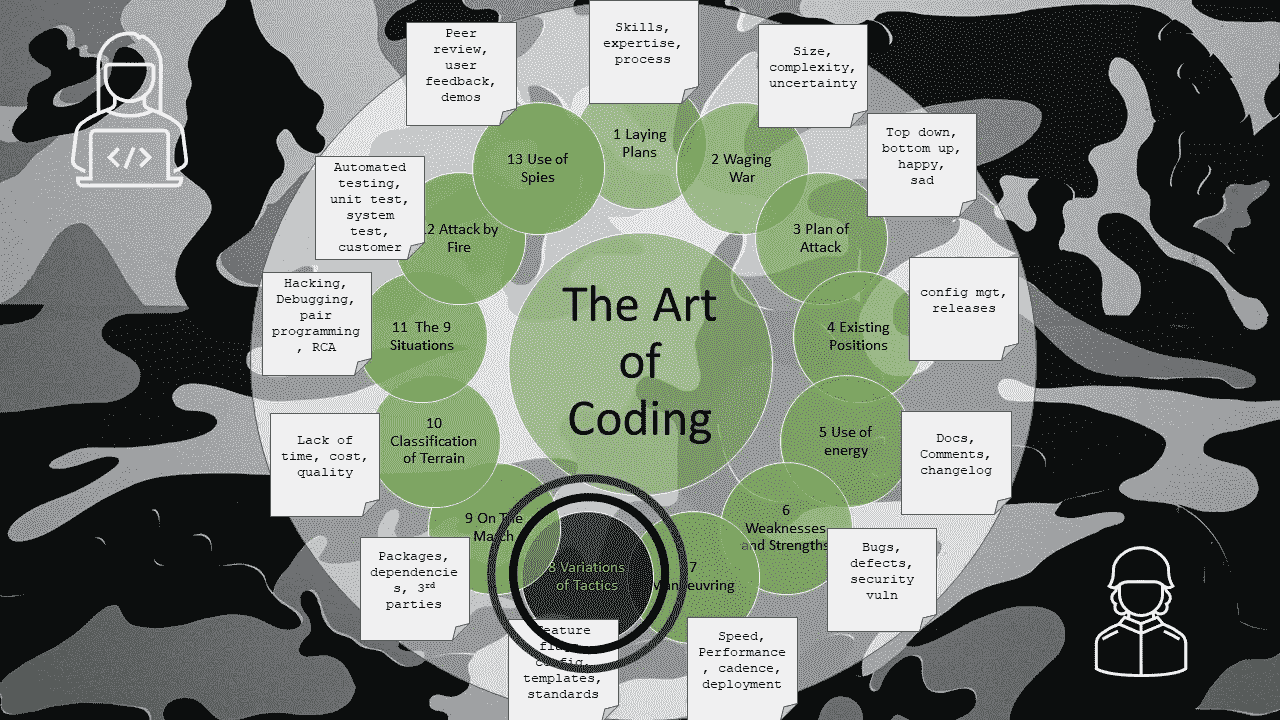 The Art
of
Coding
1 Laying
Plans
Skills,
expertise,
process
2 Waging
War
Size,
complexity,
uncertainty
3 Plan of
Attack
Top down,
bottom up,
happy,
sad
4 Existing
Positions
config mgt,
releases
5 Use of
energy
Docs,
Comments,
changelog
6
Weaknesses
and Strengths
Bugs,
defects,
security
vuln
7
Manoeuvring
Speed,
Performance
, cadence,
deployment
8 Variations
of Tactics
Feature
flags,
config,
templates,
standards
9 On The
March
Packages,
dependencie
s, 3rd
parties
10
Classification
of Terrain
Lack of
time, cost,
quality
11 The 9
Situations
Hacking,
Debugging,
pair
programming
, RCA
12 Attack by
Fire
Automated
testing,
unit test,
system
test,
customer
13 Use of
Spies
Peer
review,
user
feedback,
demos
</>